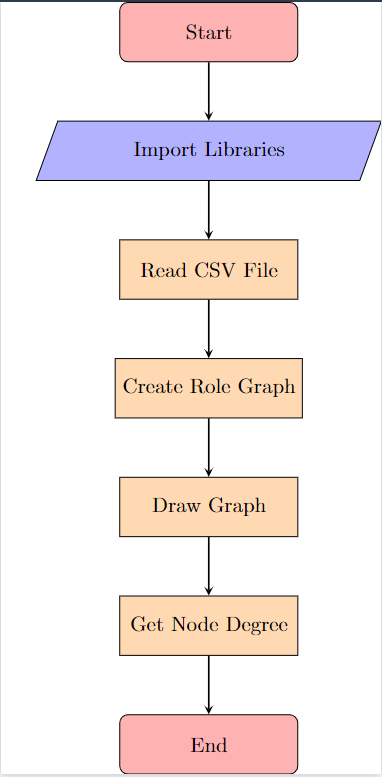 Start
Import Libraries
Read CSV File
Create Role Graph
Draw Graph
Get Node Degree
End